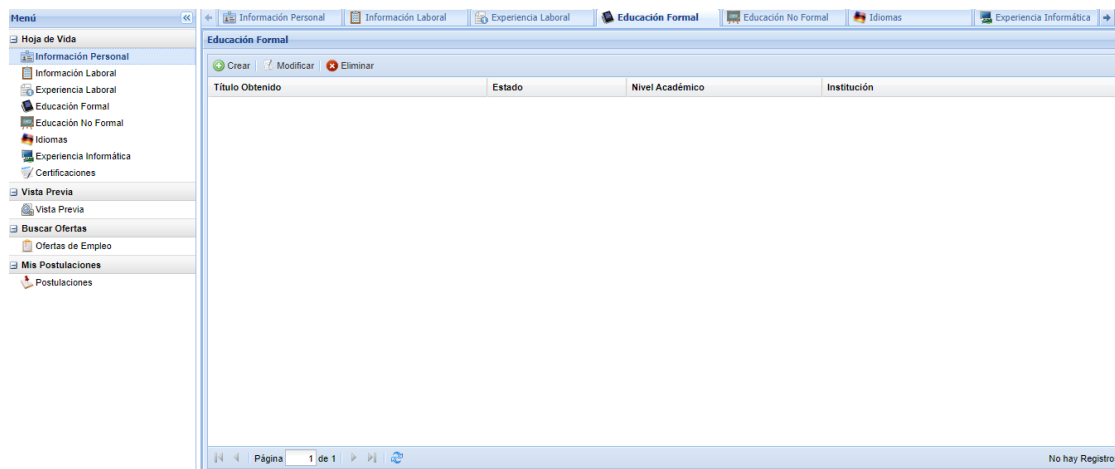 Menú
Hoja de Vida
Información Personal
Información Laboral
Experiencia Laboral
Educación Formal
Educación No Formal
Idiomas
Experiencia Informática
Certificaciones
Vista Previa
Vista Previa
Buscar Ofertas
Ofertas de Empleo
Mis Postulaciones
Postulaciones
Información Personal Información Laboral Experiencia Laboral Educación Formal Educación No Formal Idiomas Experiencia Informática
Educación Formal
Crear Modificar Eliminar
Título Obtenido Estado Nivel Académico Institución
Página 1 de 1 No hay Registro